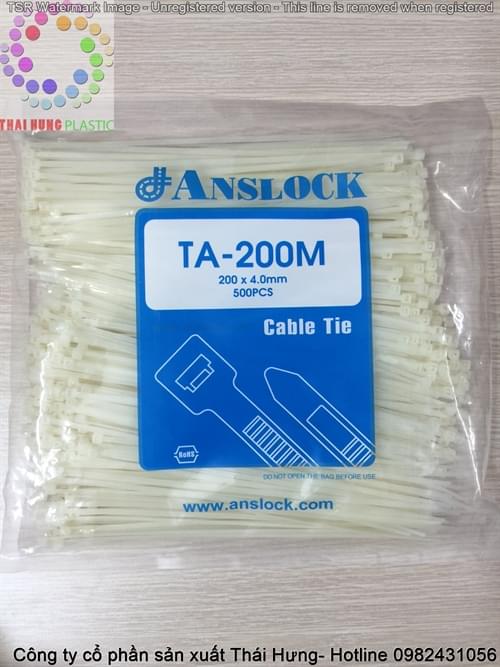 TSR Watermark Image - Unregistered version - This line is removed when registered
THAI HUNG PLASTIC
ANSLOCK
TA-200M
200 x 4.0mm
500PCS
Cable Tie
RoHS
DO NOT OPEN THE BAG BEFORE USE
www.anslock.com
Công ty cổ phần sản xuất Thái Hưng- Hotline 0982431056